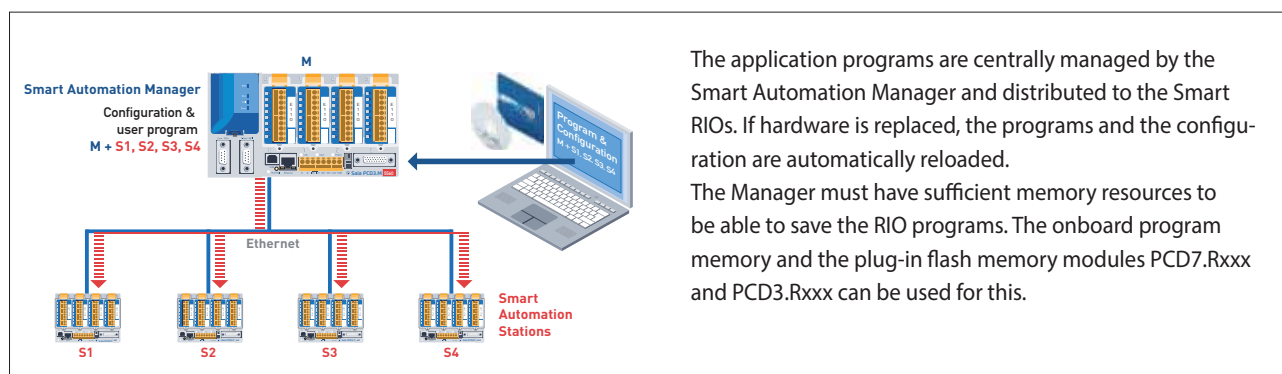 M
Smart Automation Manager
Configuration &
user program
M + S1, S2, S3, S4
Program &
Configuration
M + S1, S2, S3, S4
Ethernet
Smart
Automation
Stations
S1
S2
S3
S4
The application programs are centrally managed by the
Smart Automation Manager and distributed to the Smart
RIOs. If hardware is replaced, the programs and the configu-
ration are automatically reloaded.
The Manager must have sufficient memory resources to
be able to save the RIO programs. The onboard program
memory and the plug-in flash memory modules PCD7.Rxxx
and PCD3.Rxxx can be used for this.